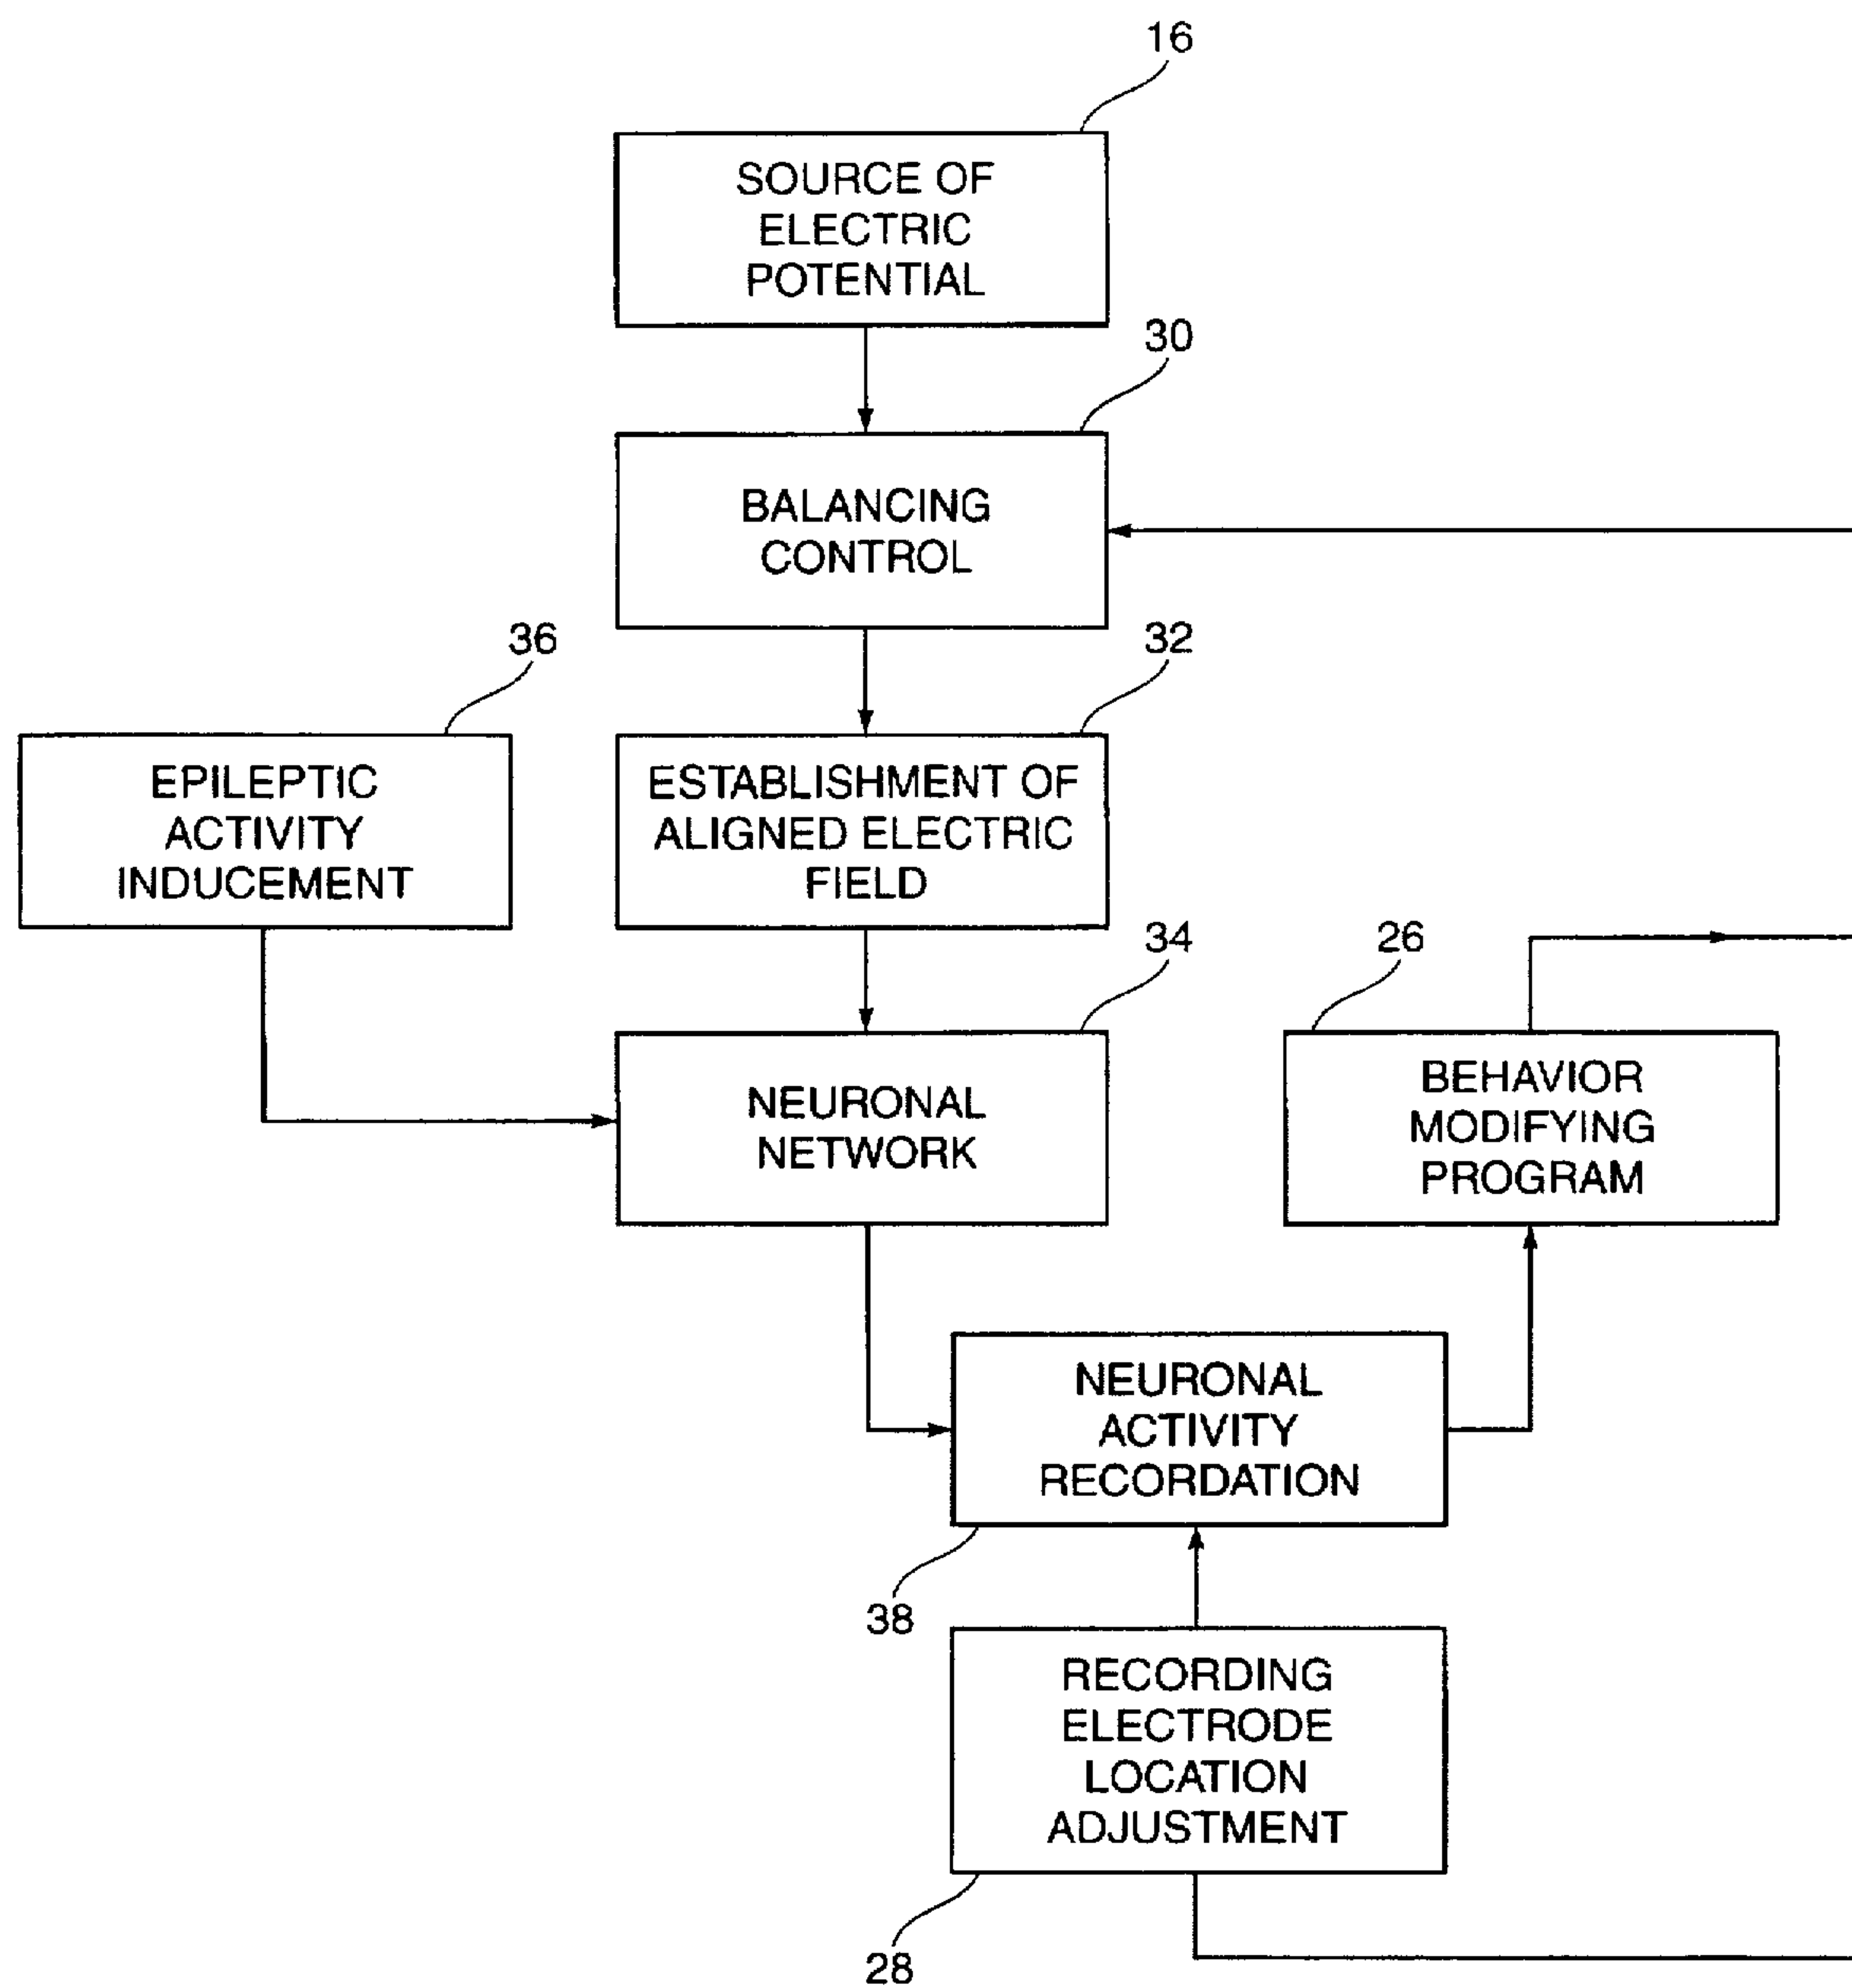 16
SOURCE OF
ELECTRIC
POTENTIAL
30
BALANCING
CONTROL
36
32
EPILEPTIC
ACTIVITY
INDUCEMENT
ESTABLISHMENT OF
ALIGNED ELECTRIC
FIELD
34
26
NEURONAL
NETWORK
BEHAVIOR
MODIFYING
PROGRAM
NEURONAL
ACTIVITY
RECORDATION
38
RECORDING
ELECTRODE
LOCATION
ADJUSTMENT
28